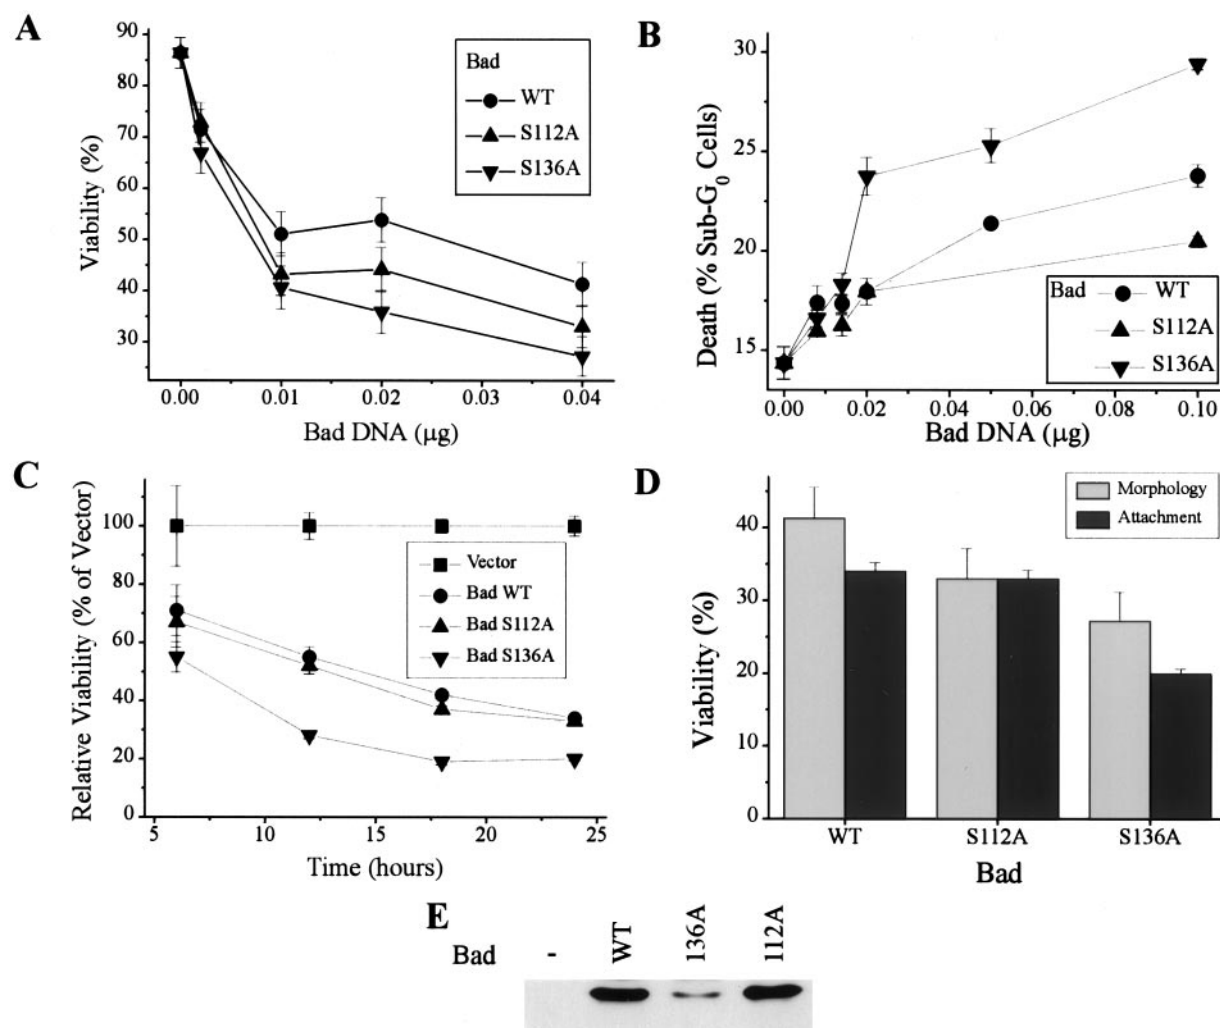 A
Viability (%)
90
80
70
60
50
40
30
0.00 0.01 0.02 0.03 0.04
Bad DNA (μg)
Bad
WT
S112A
S136A
B
Death (% Sub-G0 Cells)
30
25
20
15
0.00 0.02 0.04 0.06 0.08 0.10
Bad DNA (μg)
Bad
WT
S112A
S136A
C
Relative Viability (% of Vector)
100
80
60
40
20
0
5 10 15 20 25
Time (hours)
Vector
Bad WT
Bad S112A
Bad S136A
D
Viability (%)
40
30
20
10
0
WT S112A S136A
Bad
Morphology
Attachment
E
Bad - WT 136A 112A